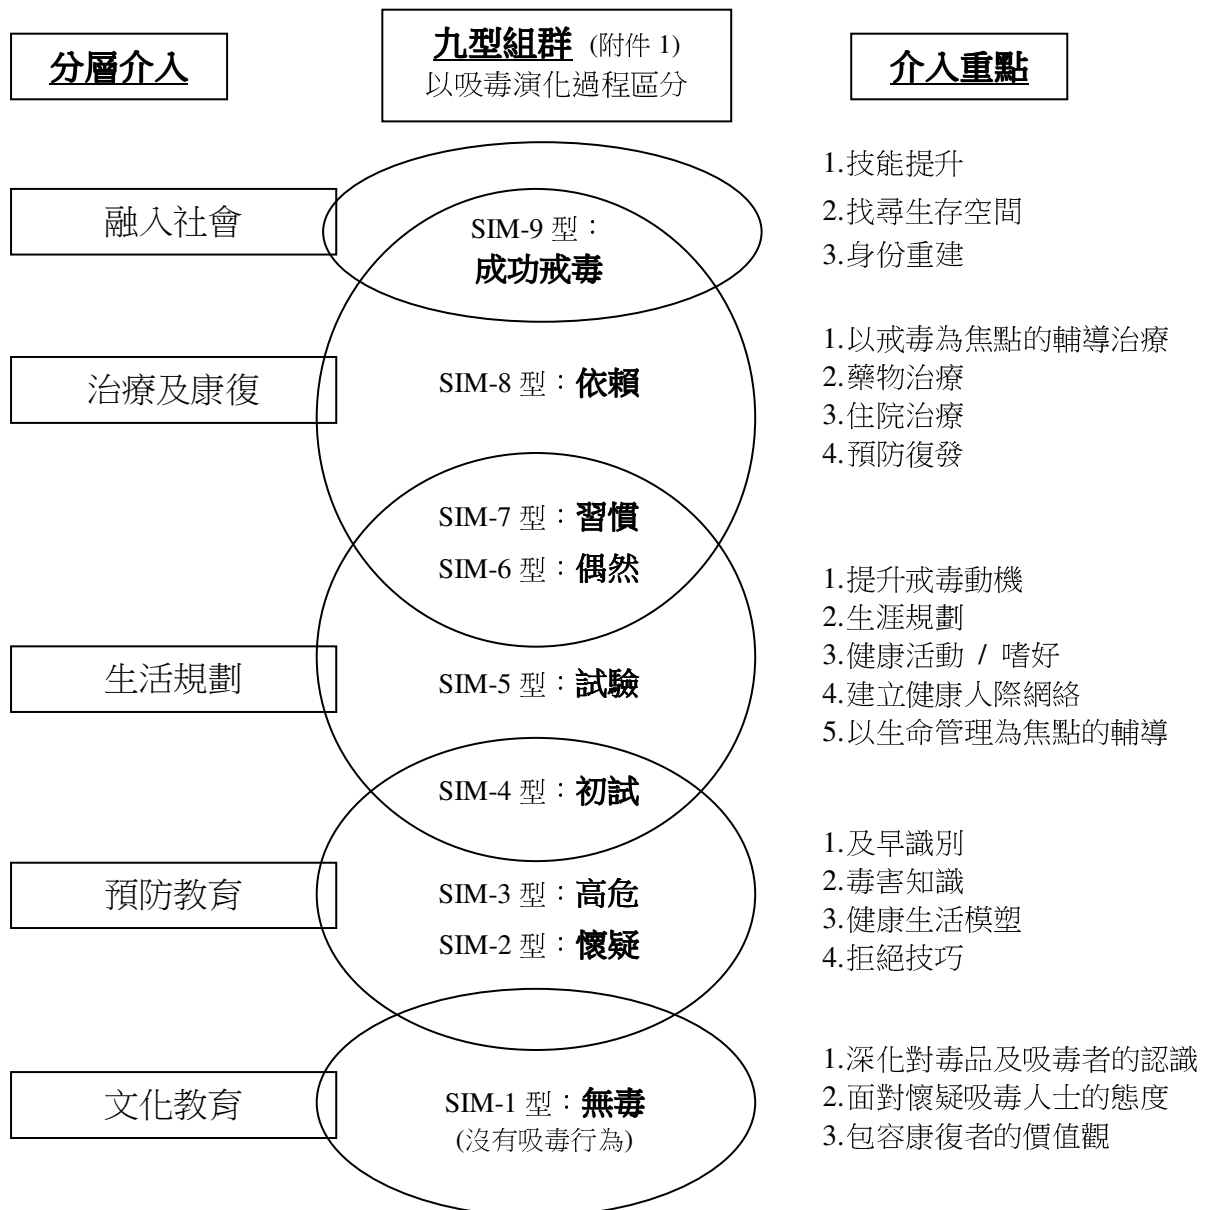 分層介入
九型組群 (附件 1)
以吸毒演化過程區分
介入重點
融入社會
SIM-9 型：
成功戒毒
1.技能提升
2.找尋生存空間
3.身份重建
治療及康復
SIM-8 型：依賴
1.以戒毒為焦點的輔導治療
2.藥物治療
3.住院治療
4.預防復發
SIM-7 型：習慣
SIM-6 型：偶然
生活規劃
SIM-5 型：試驗
1.提升戒毒動機
2.生涯規劃
3.健康活動 / 嗜好
4.建立健康人際網絡
5.以生命管理為焦點的輔導
SIM-4 型：初試
預防教育
SIM-3 型：高危
SIM-2 型：懷疑
1.及早識別
2.毒害知識
3.健康生活模塑
4.拒絕技巧
文化教育
SIM-1 型：無毒
(沒有吸毒行為)
1.深化對毒品及吸毒者的認識
2.面對懷疑吸毒人士的態度
3.包容康復者的價值觀